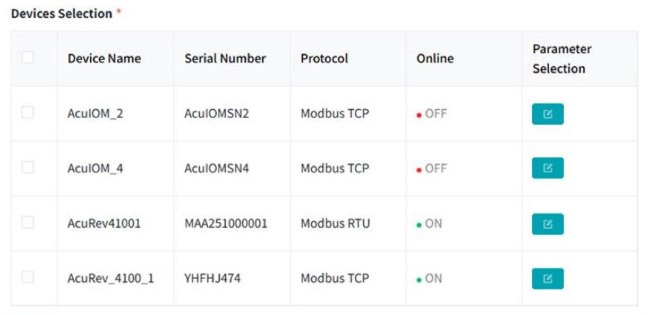 Devices Selection *
Device Name Serial Number Protocol Online Parameter Selection
AcuIOM_2 AcuIOMSN2 Modbus TCP OFF
AcuIOM_4 AcuIOMSN4 Modbus TCP OFF
AcuRev41001 MAA251000001 Modbus RTU ON
AcuRev_4100_1 YHFHJ474 Modbus TCP ON